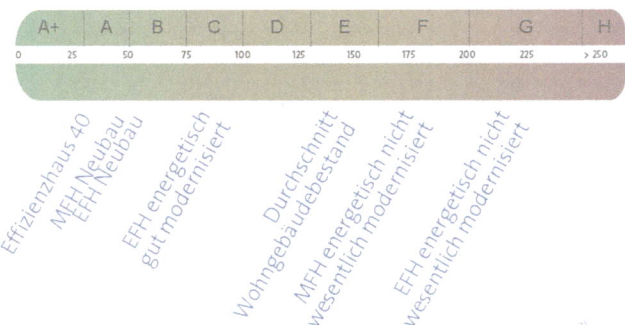 A+ A B C D E F G H
0 25 50 75 100 125 150 175 200 225 > 250
Effizienzhaus 40
MFH Neubau
EFH Neubau
EFH energetisch
gut modernisiert
Durchschnitt
Wohngebäudebestand
MFH energetisch nicht
wesentlich modernisiert
EFH energetisch nicht
wesentlich modernisiert